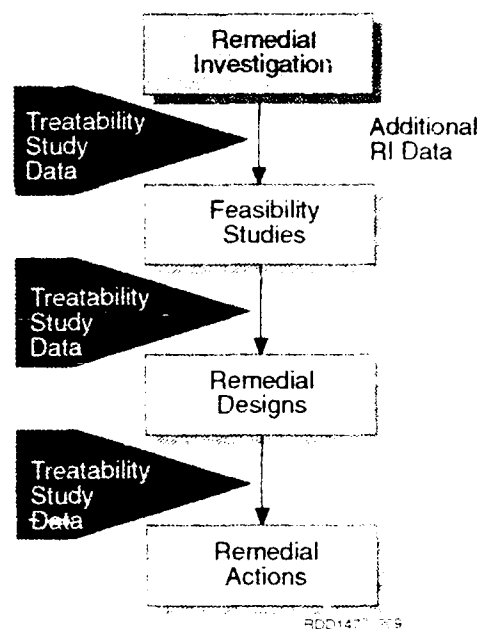 Remedial
Investigation
Treatability
Study
Data
Additional
RI Data
Feasibility
Studies
Treatability
Study
Data
Remedial
Designs
Treatability
Study
Data
Remedial
Actions